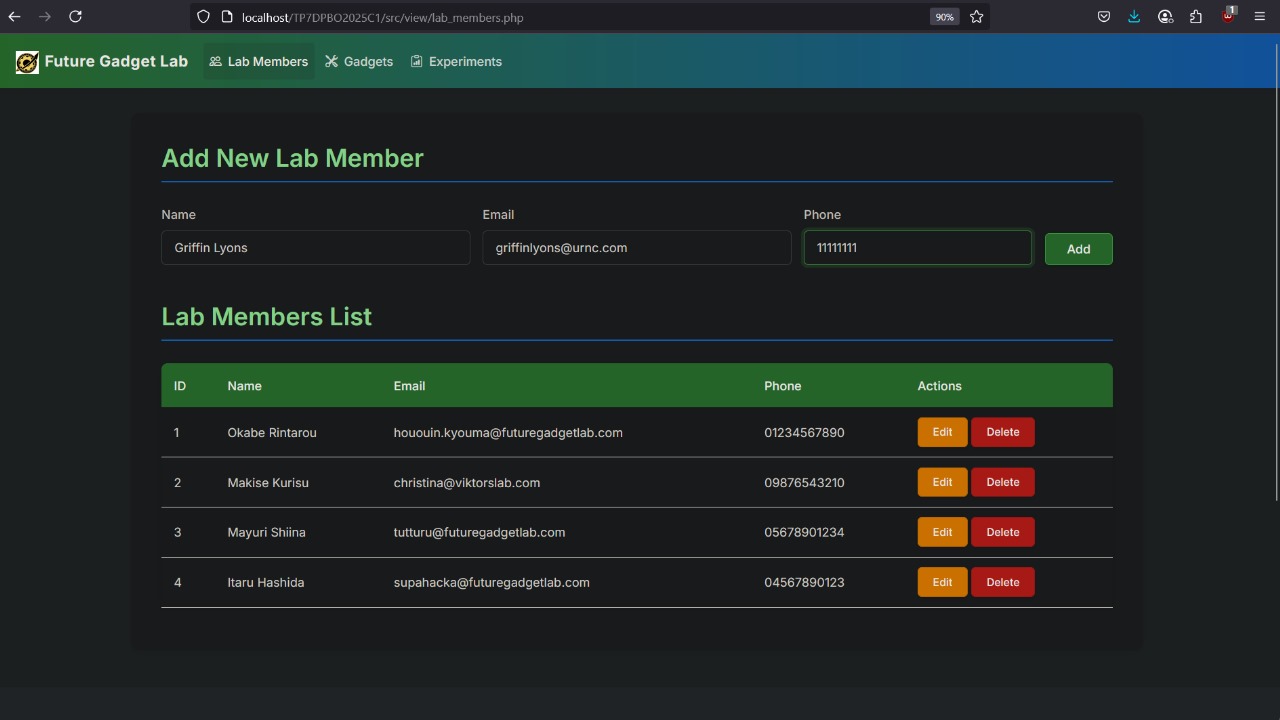 localhost/TP7DPBO2025C1/src/view/lab_members.php 90% 1
Future Gadget Lab Lab Members Gadgets Experiments
Add New Lab Member
Name Email Phone
Griffin Lyons griffinlyons@urnc.com 11111111 Add
Lab Members List
ID Name Email Phone Actions
1 Okabe Rintarou hououin.kyouma@futuregadgetlab.com 01234567890 Edit Delete
2 Makise Kurisu christina@viktorslab.com 09876543210 Edit Delete
3 Mayuri Shiina tutturu@futuregadgetlab.com 05678901234 Edit Delete
4 Itaru Hashida supahacka@futuregadgetlab.com 04567890123 Edit Delete